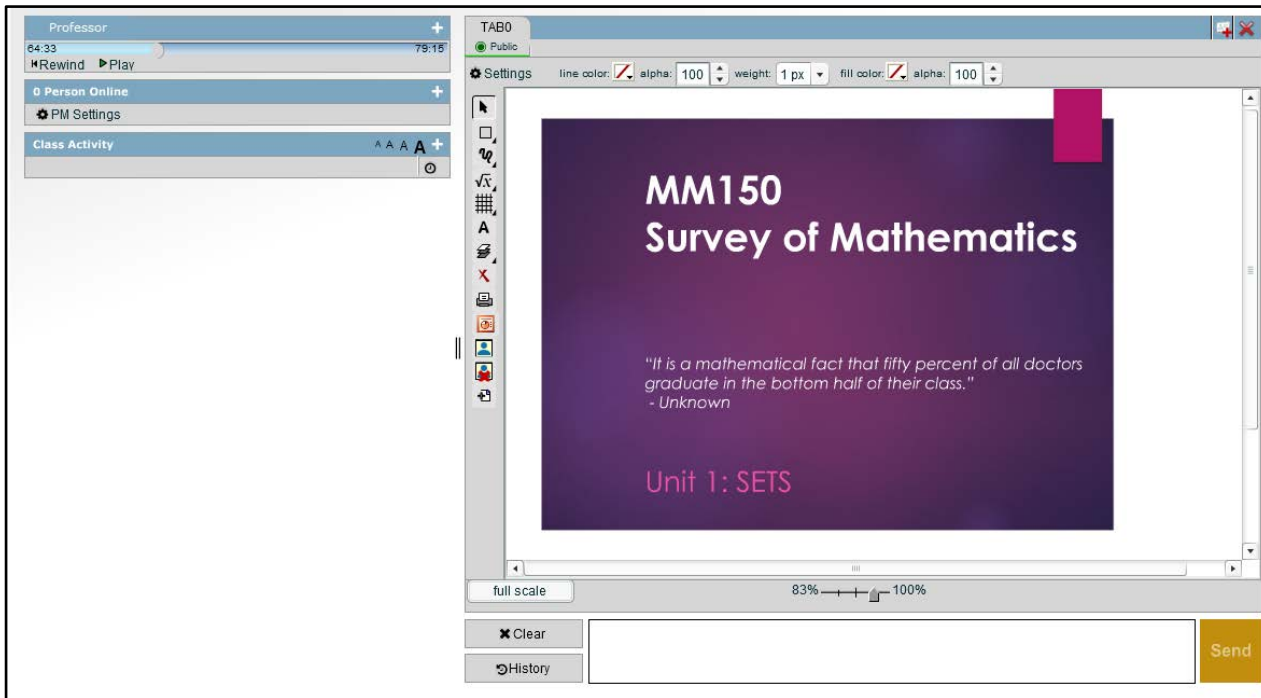 Professor +
64:33 79:15
Rewind Play
0 Person Online +
PM Settings
Class Activity A A A A +
TAB0
Public
Settings line color: alpha: 100 weight: 1 px fill color: alpha: 100
√x
A
MM150
Survey of Mathematics
“It is a mathematical fact that fifty percent of all doctors
graduate in the bottom half of their class.”
- Unknown
Unit 1: SETS
full scale 83% 100%
Clear
History
Send